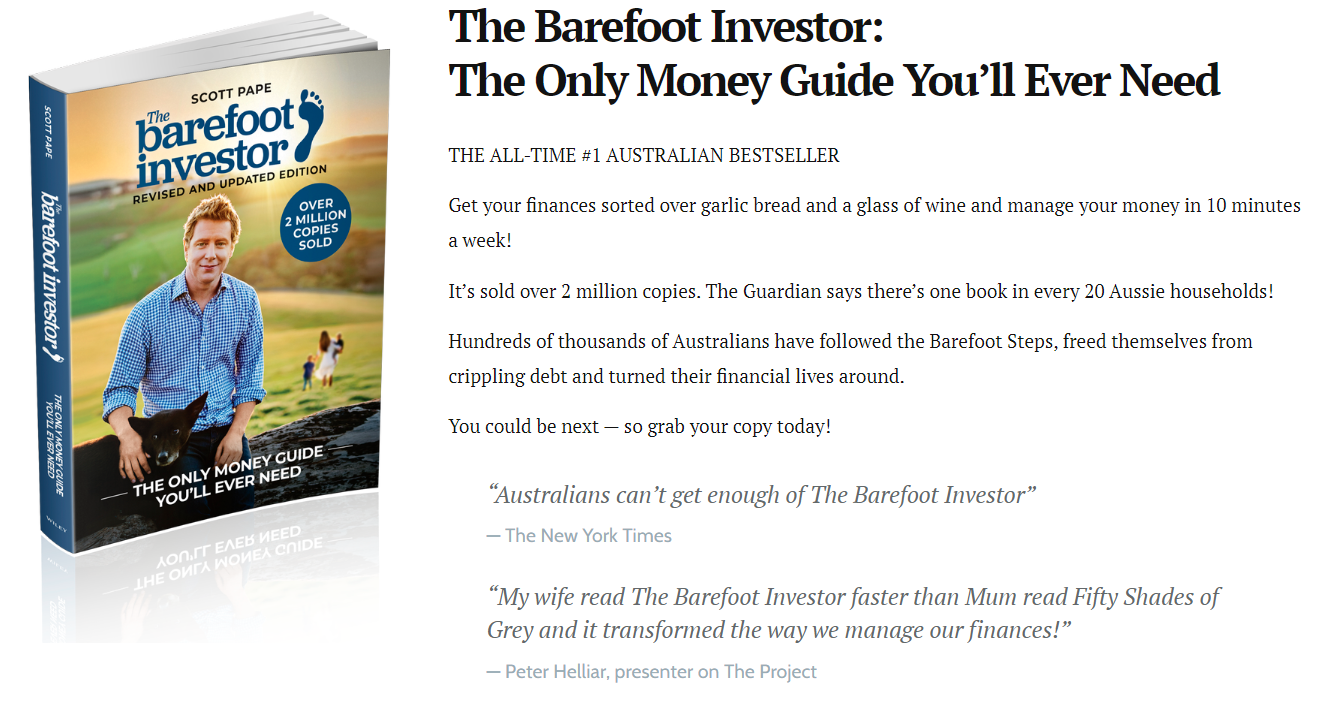 SCOTT PAPE
The
barefoot
investor
REVISED AND UPDATED EDITION
OVER
2 MILLION
COPIES
SOLD
THE ONLY MONEY GUIDE
YOU'LL EVER NEED
SCOTT PAPE
The
barefoot investor
THE ONLY MONEY GUIDE
YOU'LL EVER NEED
WILEY
The Barefoot Investor:
The Only Money Guide You’ll Ever Need
THE ALL-TIME #1 AUSTRALIAN BESTSELLER
Get your finances sorted over garlic bread and a glass of wine and manage your money in 10 minutes
a week!
It’s sold over 2 million copies. The Guardian says there’s one book in every 20 Aussie households!
Hundreds of thousands of Australians have followed the Barefoot Steps, freed themselves from
crippling debt and turned their financial lives around.
You could be next — so grab your copy today!
“Australians can’t get enough of The Barefoot Investor”
— The New York Times
“My wife read The Barefoot Investor faster than Mum read Fifty Shades of
Grey and it transformed the way we manage our finances!”
— Peter Helliar, presenter on The Project